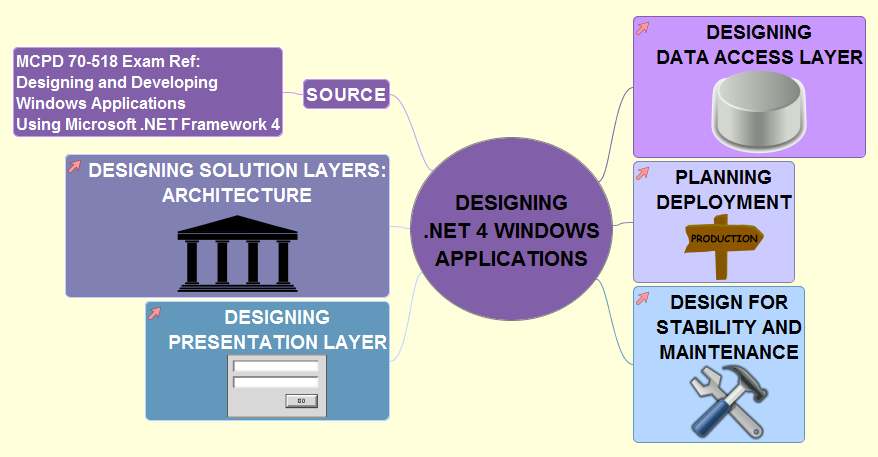 MCPD 70-518 Exam Ref:
Designing and Developing
Windows Applications
Using Microsoft .NET Framework 4
SOURCE
DESIGNING SOLUTION LAYERS:
ARCHITECTURE
DESIGNING
PRESENTATION LAYER
GO
DESIGNING
.NET 4 WINDOWS
APPLICATIONS
DESIGNING
DATA ACCESS LAYER
PLANNING
DEPLOYMENT
PRODUCTION
DESIGN FOR
STABILITY AND
MAINTENANCE